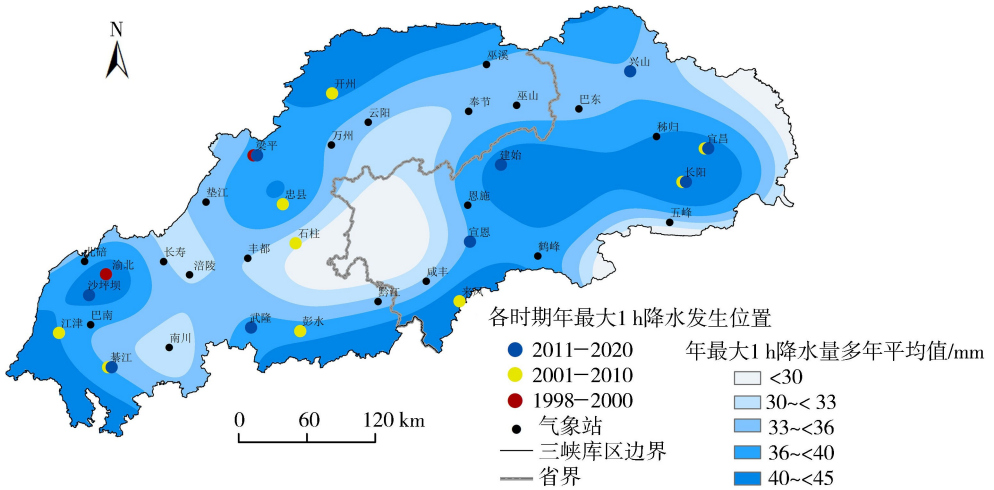 N
巫溪
兴山
开州
奉节
巫山
巴东
云阳
万州
秭归
宜昌
梁平
建始
长阳
垫江
忠县
恩施
五峰
石柱
宜恩
北碚
长寿
丰都
鹤峰
渝北
涪陵
咸丰
沙坪坝
黔江
来凤
江津
巴南
武隆
彭水
南川
綦江
各时期年最大1 h降水发生位置
2011−2020
2001−2010
1998−2000
气象站
三峡库区边界
省界
年最大1 h降水量多年平均值/mm
<30
30~< 33
33~<36
36~<40
40~<45
0 60 120 km